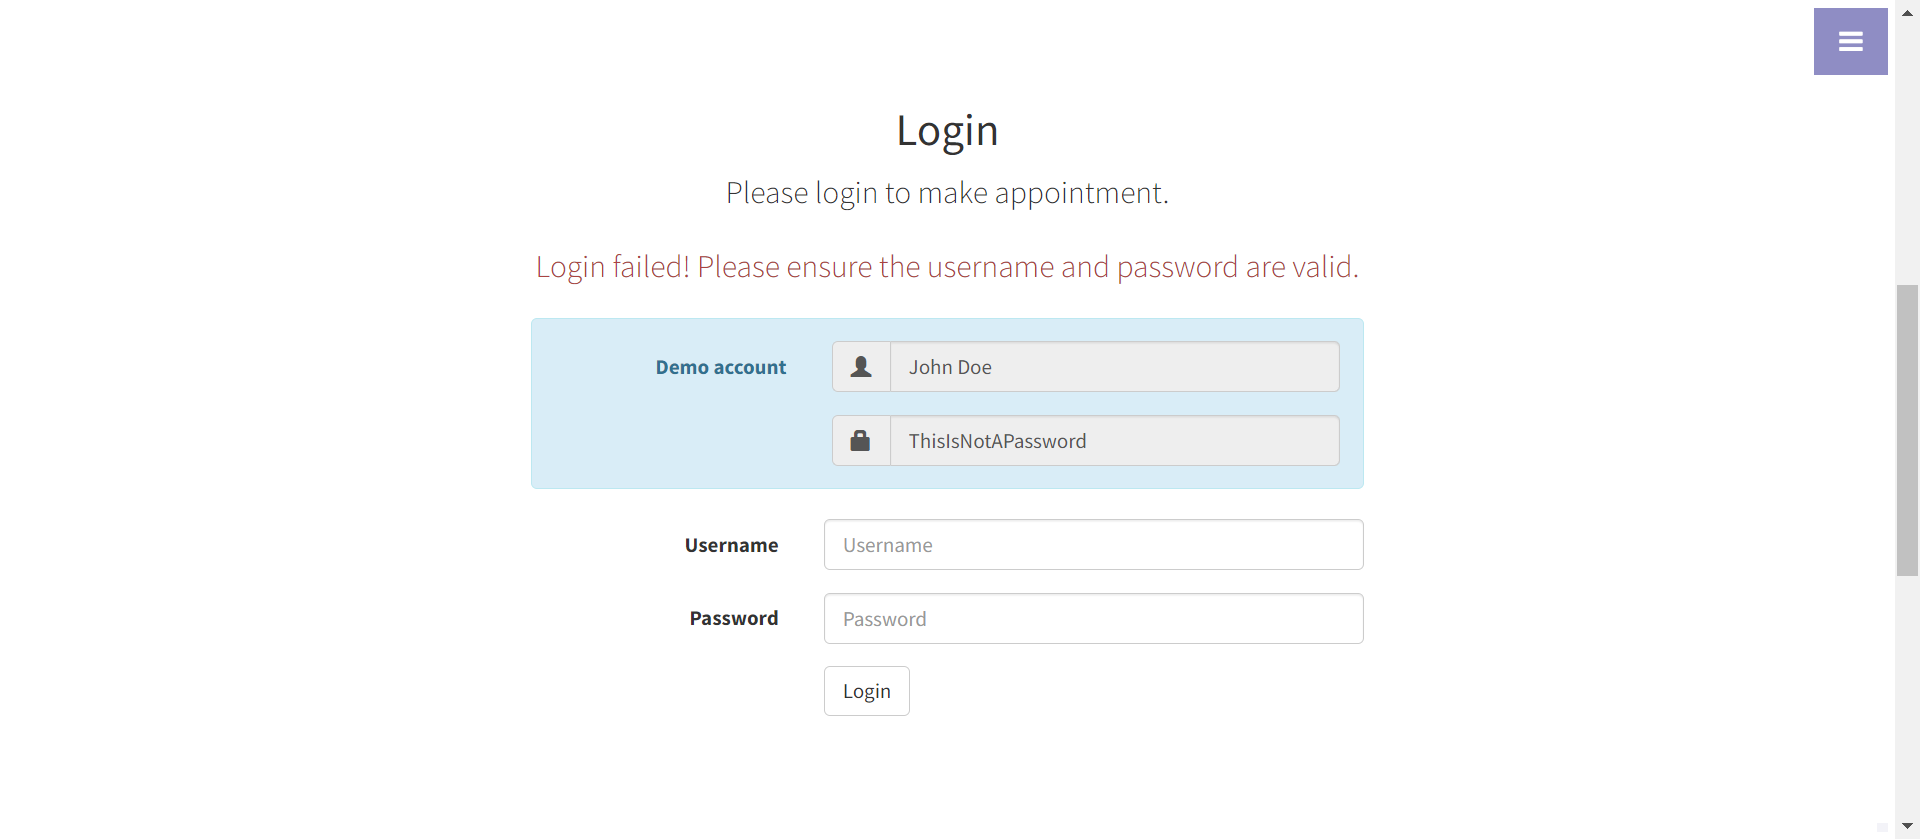 Login
Please login to make appointment.
Login failed! Please ensure the username and password are valid.
Demo account
John Doe
ThisIsNotAPassword
Username
Username
Password
Password
Login